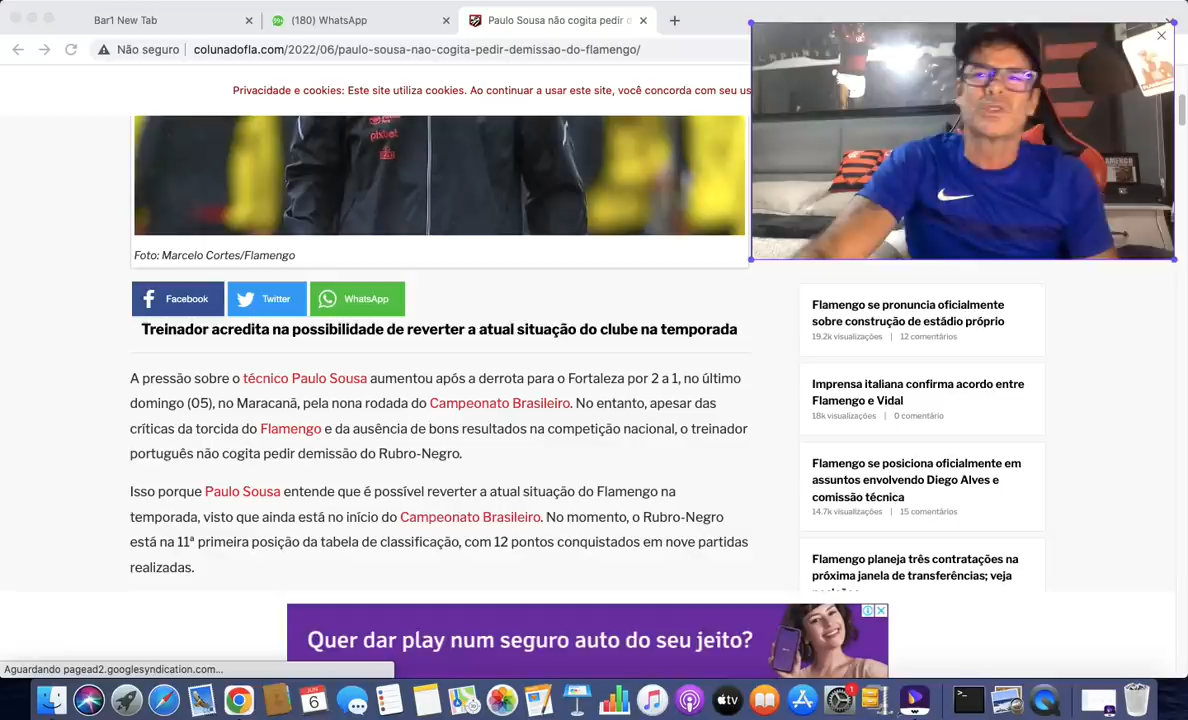 Bar1 New Tab
(180) WhatsApp
Paulo Sousa não cogita pedir d
Não seguro
colunadofla.com/2022/06/paulo-sousa-nao-cogita-pedir-demissao-do-flamengo/
Privacidade e cookies: Este site utiliza cookies. Ao continuar a usar este site, você concorda com seu us
pixbet
Foto: Marcelo Cortes/Flamengo
Facebook
Twitter
WhatsApp
Treinador acredita na possibilidade de reverter a atual situação do clube na temporada
A pressão sobre o técnico Paulo Sousa aumentou após a derrota para o Fortaleza por 2 a 1, no último
domingo (05), no Maracanã, pela nona rodada do Campeonato Brasileiro. No entanto, apesar das
críticas da torcida do Flamengo e da ausência de bons resultados na competição nacional, o treinador
português não cogita pedir demissão do Rubro-Negro.
Isso porque Paulo Sousa entende que é possível reverter a atual situação do Flamengo na
temporada, visto que ainda está no início do Campeonato Brasileiro. No momento, o Rubro-Negro
está na 11ª primeira posição da tabela de classificação, com 12 pontos conquistados em nove partidas
realizadas.
Flamengo se pronuncia oficialmente
sobre construção de estádio próprio
19.2k visualizações | 12 comentários
Imprensa italiana confirma acordo entre
Flamengo e Vidal
18k visualizações | 0 comentário
Flamengo se posiciona oficialmente em
assuntos envolvendo Diego Alves e
comissão técnica
14.7k visualizações | 15 comentários
Flamengo planeja três contratações na
próxima janela de transferências; veja
Quer dar play num seguro auto do seu jeito?
Aguardando pagead2.googlesyndication.com...
JUN
6
tv
1